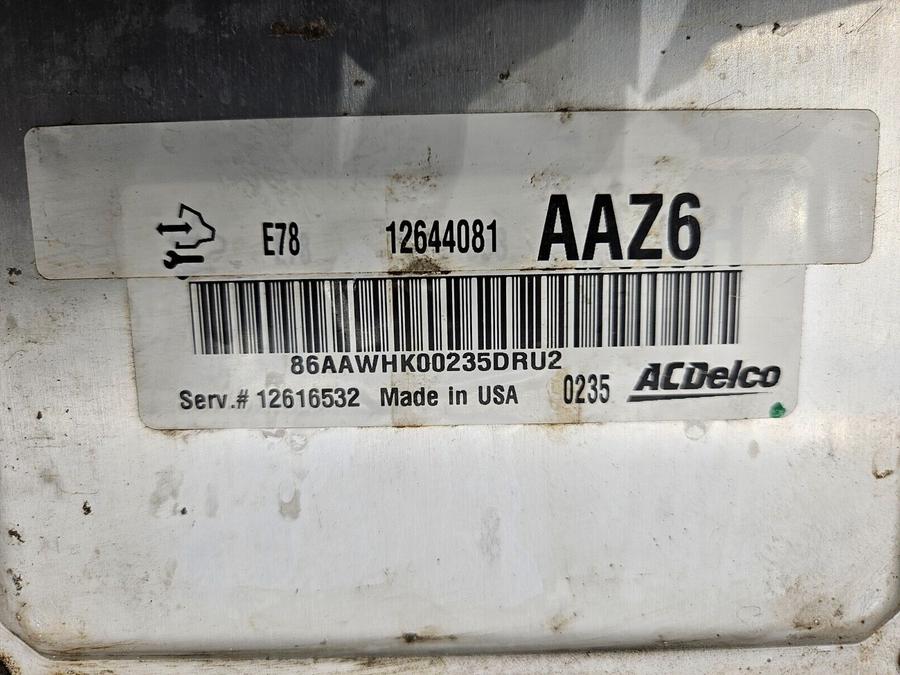 E78 12644081 AAZ6
86AAWHK00235DRU2
Serv.# 12616532 Made in USA 0235 ACDelco